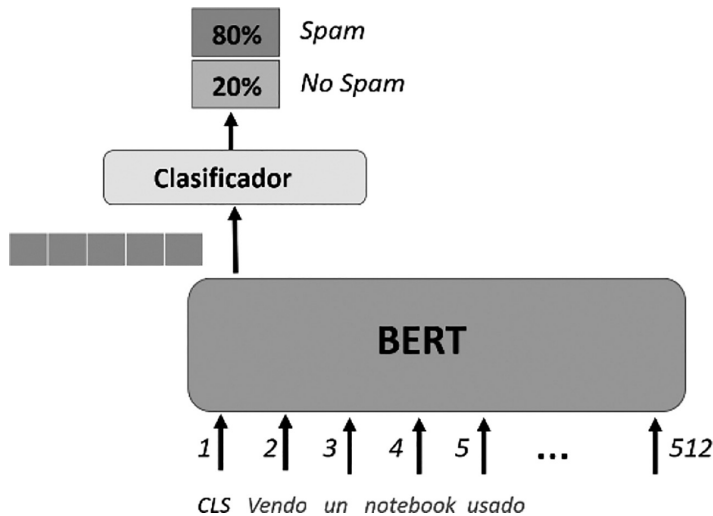 80% Spam
20% No Spam
Clasificador
BERT
1 2 3 4 5 ... 512
CLS Vendo un notebook usado